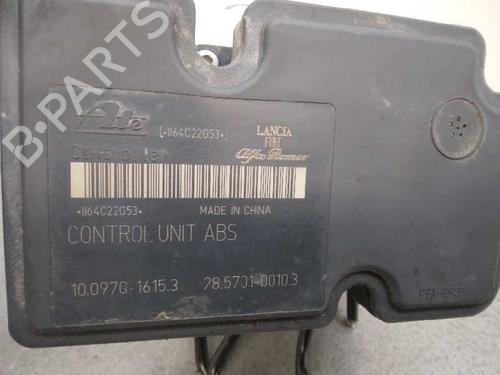 B-PARTS
Ate
(•1164C22G53•)
LANCIA
FIAT
Alfa Romeo
Controller
•1164C22G53•
MADE IN CHINA
CONTROL UNIT ABS
10.0970-1615.3 28.5701-0010.3